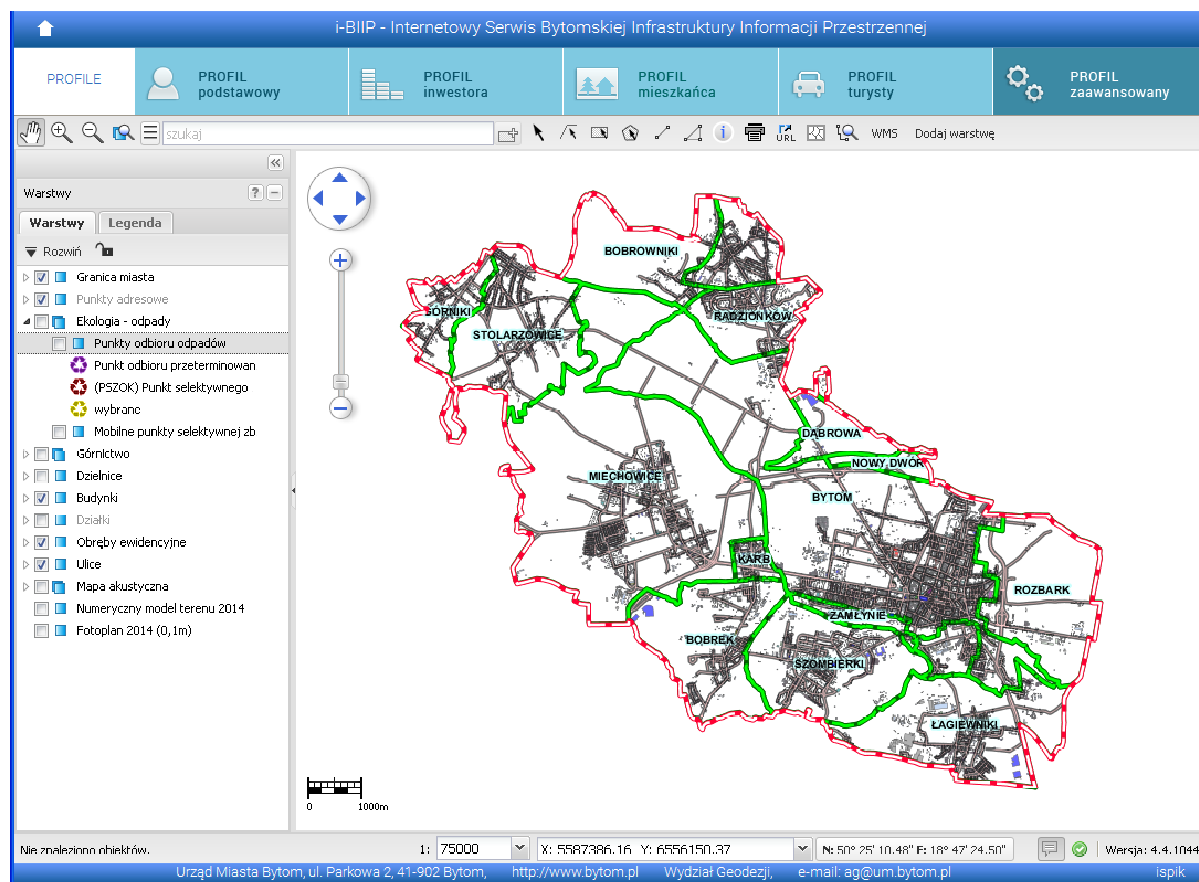 i-BIIP - Internetowy Serwis Bytomskiej Infrastruktury Informacji Przestrzennej
PROFILE
PROFIL podstawowy
PROFIL inwestora
PROFIL mieszkańca
PROFIL turysty
PROFIL zaawansowany
szukaj
URL
WMS
Dodaj warstwę
Warstwy
Warstwy
Legenda
Rozwiń
Granica miasta
Punkty adresowe
Ekologia - odpady
Punkty odbioru odpadów
Punkt odbioru przeterminowan
(PSZOK) Punkt selektywnego
wybrane
Mobilne punkty selektywnej zb
Górnictwo
Dzielnice
Budynki
Działki
Obręby ewidencyjne
Ulice
Mapa akustyczna
Numeryczny model terenu 2014
Fotoplan 2014 (0,1m)
BOBROWNIKI
GÓRNIKI
RADZIONKÓW
STOLARZOWICE
DĄBROWA
NOWY DWÓR
MIECHOWICE
BYTOM
KARB
ROZBARK
ZAMŁYNIE
BOBREK
SZOMBIERKI
ŁAGIEWNIKI
0 1000m
Nie znaleziono obiektów.
1: 75000
X: 5587386.16 Y: 6556150.37
N: 50° 25' 10.48" E: 18° 47' 24.50"
Wersja: 4.4.1044
Urząd Miasta Bytom, ul. Parkowa 2, 41-902 Bytom, http://www.bytom.pl Wydział Geodezji, e-mail: ag@um.bytom.pl
ispik